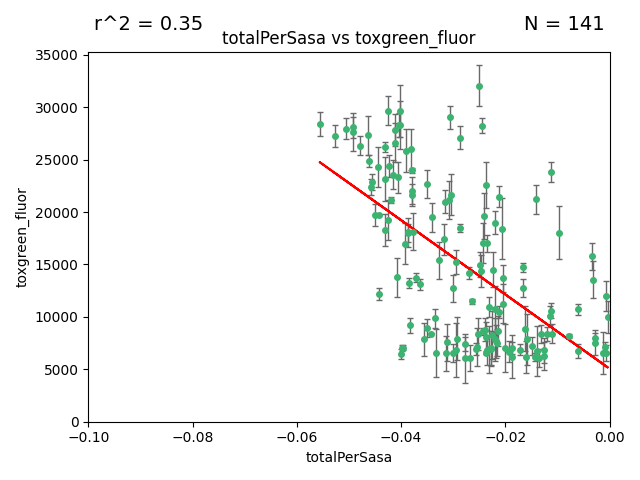 r^2 = 0.35
N = 141
totalPerSasa vs toxgreen_fluor
35000
30000
25000
20000
15000
10000
5000
0
toxgreen_fluor
−0.10
−0.08
−0.06
−0.04
−0.02
0.00
totalPerSasa